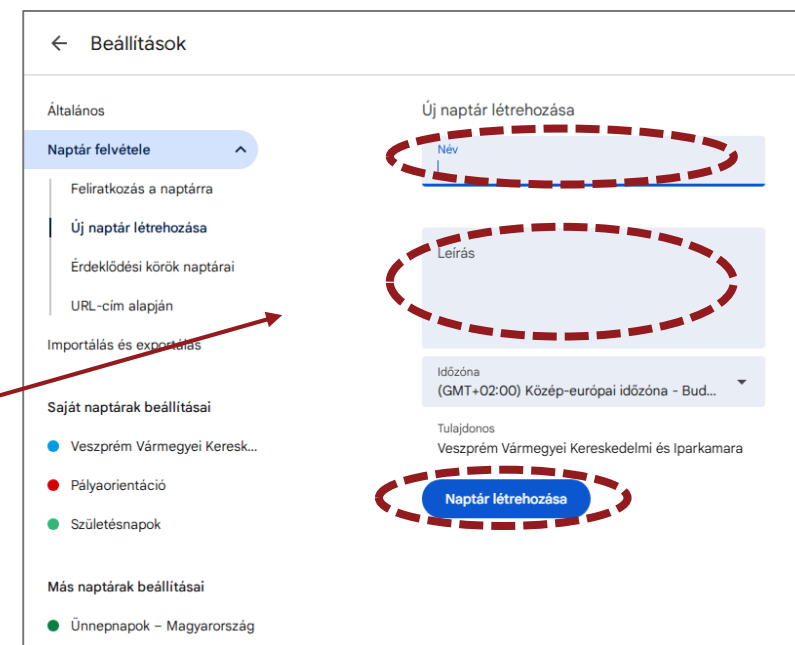 Beállítások
Általános
Naptár felvétele
Feliratkozás a naptárra
Új naptár létrehozása
Érdeklődési körök naptárai
URL-cím alapján
Importálás és exportálás
Saját naptárak beállításai
Veszprém Vármegyei Keresk...
Pályaorientáció
Születésnapok
Más naptárak beállításai
Ünnepnapok – Magyarország
Új naptár létrehozása
Név
Leírás
Időzóna
(GMT+02:00) Közép-európai időzóna - Bud...
Tulajdonos
Veszprém Vármegyei Kereskedelmi és Iparkamara
Naptár létrehozása